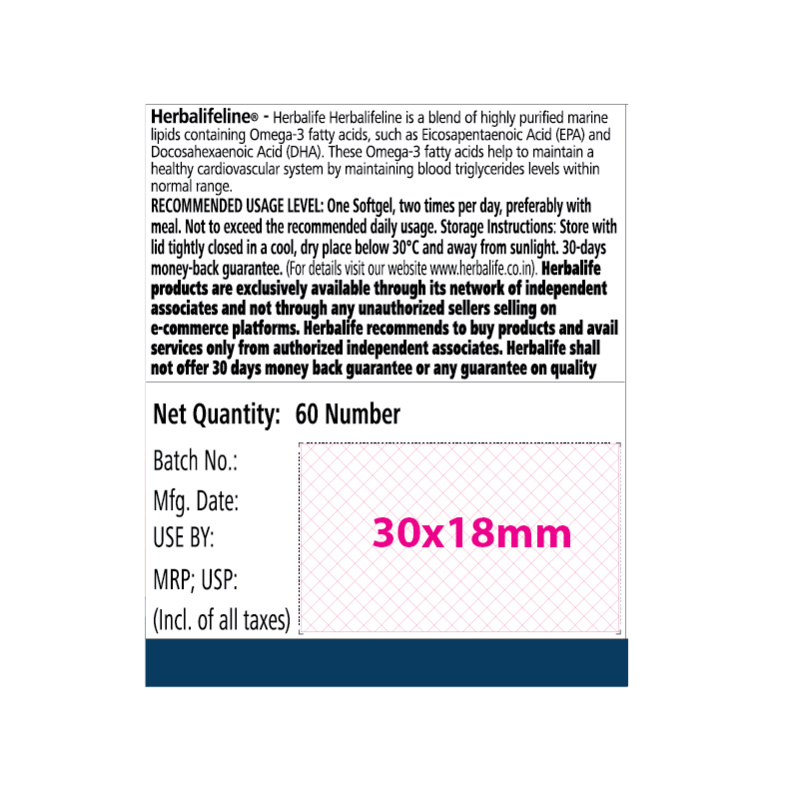 Herbalifeline® - Herbalife Herbalifeline is a blend of highly purified marine
lipids containing Omega-3 fatty acids, such as Eicosapentaenoic Acid (EPA) and
Docosahexaenoic Acid (DHA). These Omega-3 fatty acids help to maintain a
healthy cardiovascular system by maintaining blood triglycerides levels within
normal range.
RECOMMENDED USAGE LEVEL: One Softgel, two times per day, preferably with
meal. Not to exceed the recommended daily usage. Storage Instructions: Store with
lid tightly closed in a cool, dry place below 30°C and away from sunlight. 30-days
money-back guarantee. (For details visit our website www.herbalife.co.in). Herbalife
products are exclusively available through its network of independent
associates and not through any unauthorized sellers selling on
e-commerce platforms. Herbalife recommends to buy products and avail
services only from authorized independent associates. Herbalife shall
not offer 30 days money back guarantee or any guarantee on quality
Net Quantity: 60 Number
Batch No.:
Mfg. Date:
USE BY:
MRP; USP:
(Incl. of all taxes)
30x18mm